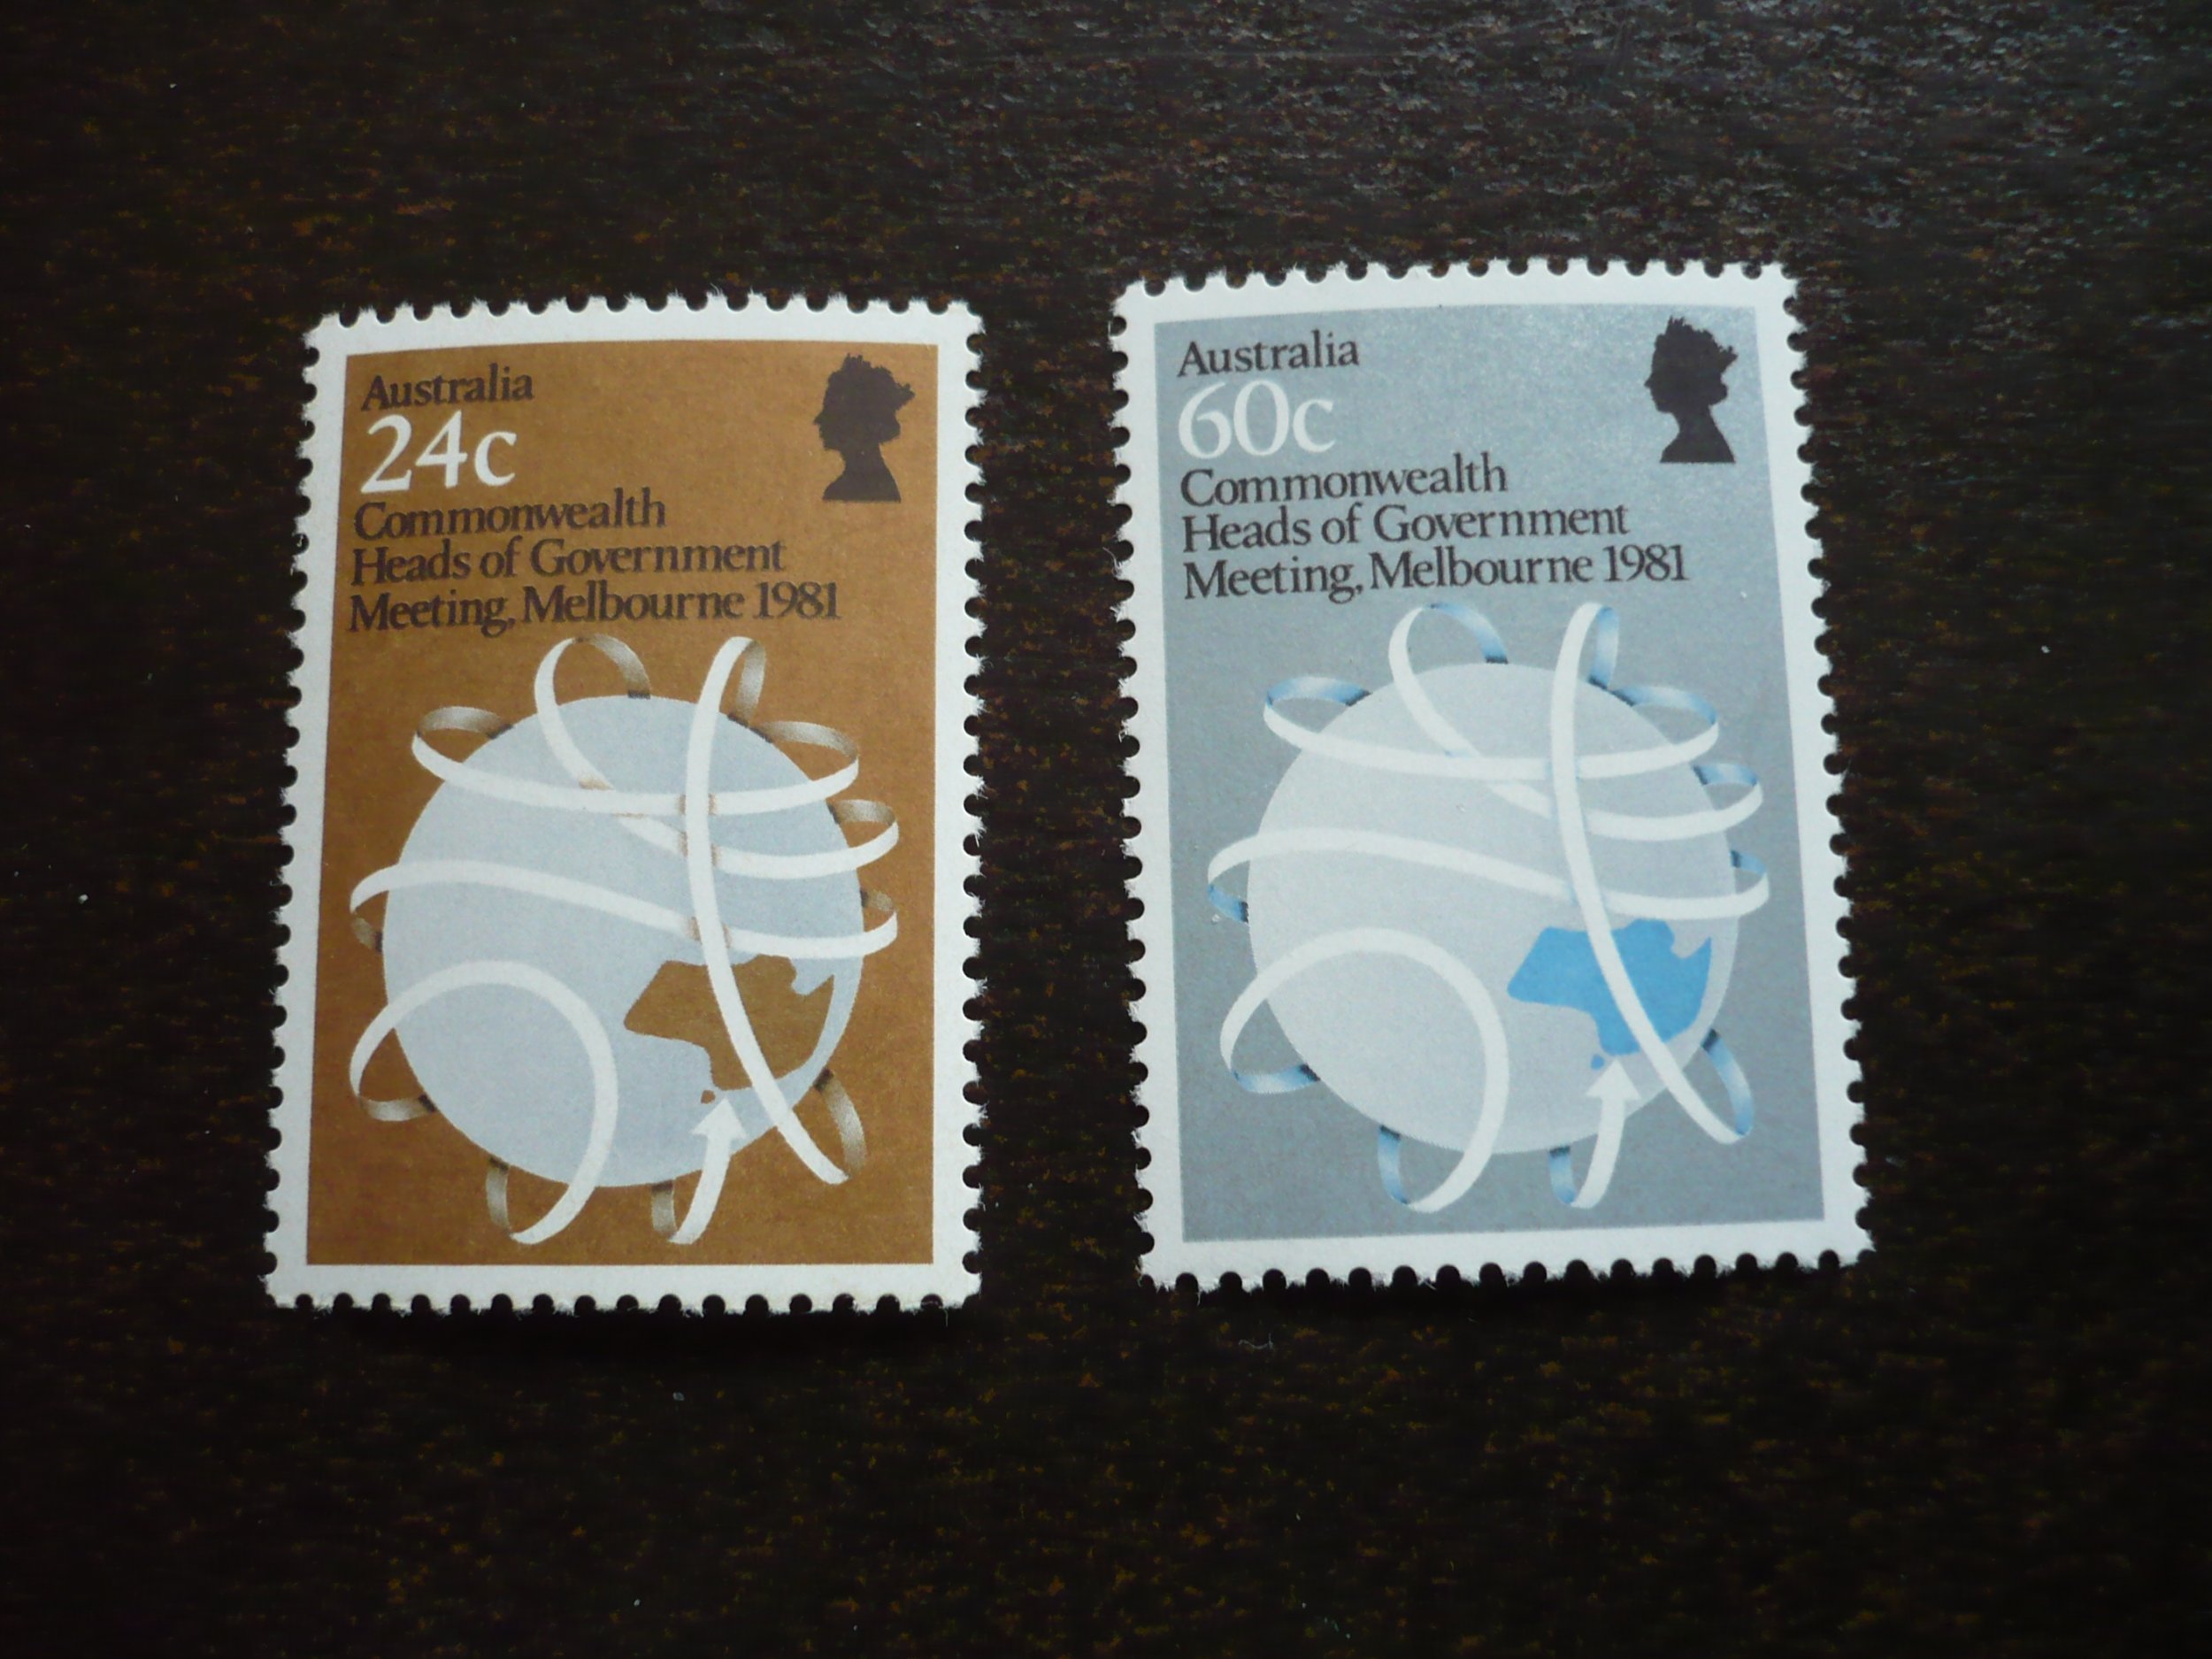 Australia
24c
Commonwealth
Heads of Government
Meeting, Melbourne 1981
Australia
60c
Commonwealth
Heads of Government
Meeting, Melbourne 1981